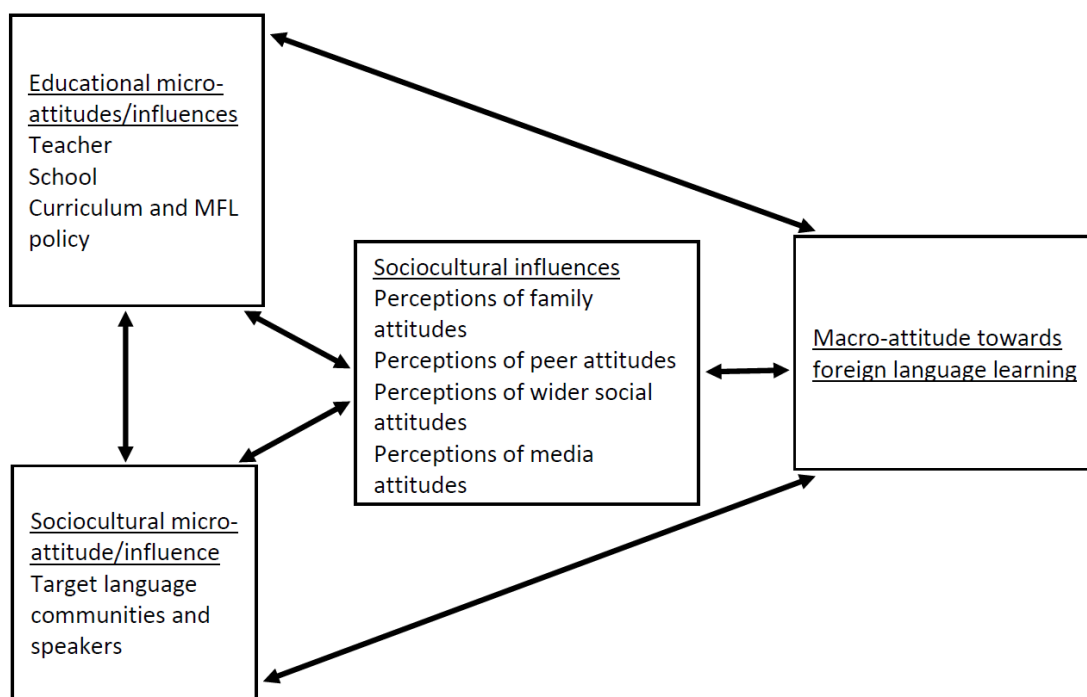 Educational micro-
attitudes/influences
Teacher
School
Curriculum and MFL
policy
Sociocultural influences
Perceptions of family
attitudes
Perceptions of peer attitudes
Perceptions of wider social
attitudes
Perceptions of media
attitudes
Macro-attitude towards
foreign language learning
Sociocultural micro-
attitude/influence
Target language
communities and
speakers